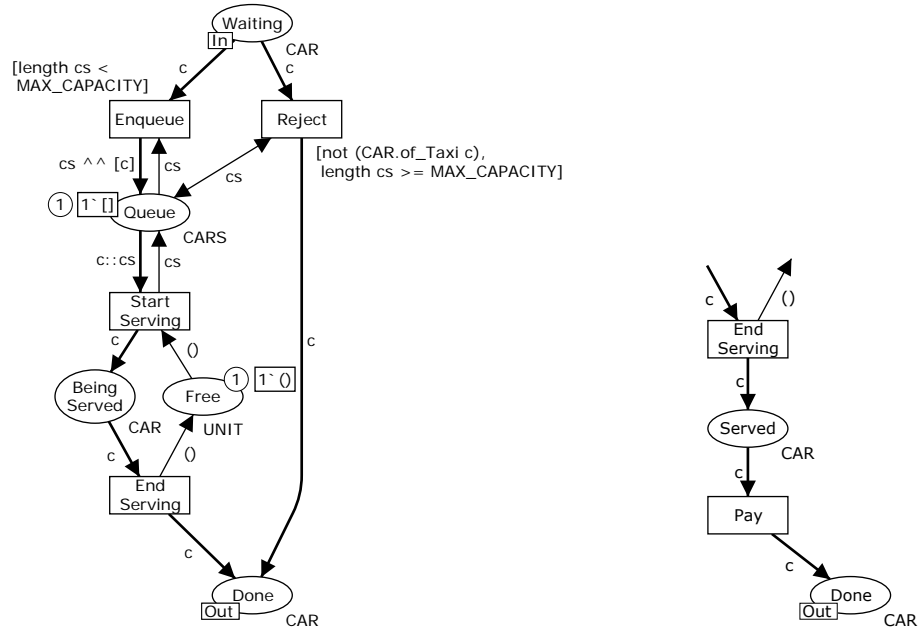 Waiting
In
CAR
[length cs <
MAX_CAPACITY]
c
c
Enqueue
Reject
[not (CAR.of_Taxi c),
length cs >= MAX_CAPACITY]
cs ^^ [c]
cs
cs
1
1`[]
Queue
CARS
c::cs
cs
Start
Serving
c
()
c
Being
Served
CAR
Free
1
1`()
UNIT
c
()
End
Serving
c
Done
Out
CAR
c
()
End
Serving
c
Served
CAR
c
Pay
c
Done
Out
CAR